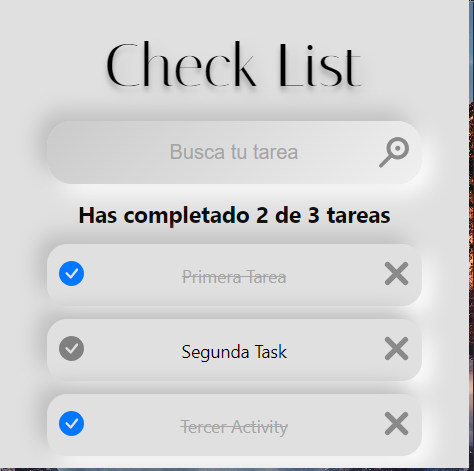 Check List
Busca tu tarea
Has completado 2 de 3 tareas
Primera Tarea
Segunda Task
Tercer Activity